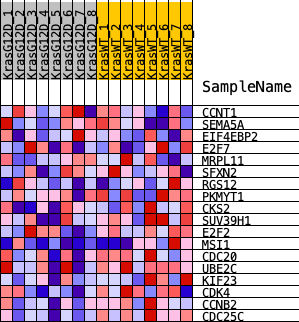 KrasG12D_1
KrasG12D_2
KrasG12D_3
KrasG12D_4
KrasG12D_5
KrasG12D_6
KrasG12D_7
KrasG12D_8
KrasWT_1
KrasWT_2
KrasWT_3
KrasWT_4
KrasWT_5
KrasWT_6
KrasWT_7
KrasWT_8
SampleName
CCNT1
SEMA5A
EIF4EBP2
E2F7
MRPL11
SFXN2
RGS12
PKMYT1
CKS2
SUV39H1
E2F2
MSI1
CDC20
UBE2C
KIF23
CDK4
CCNB2
CDC25C